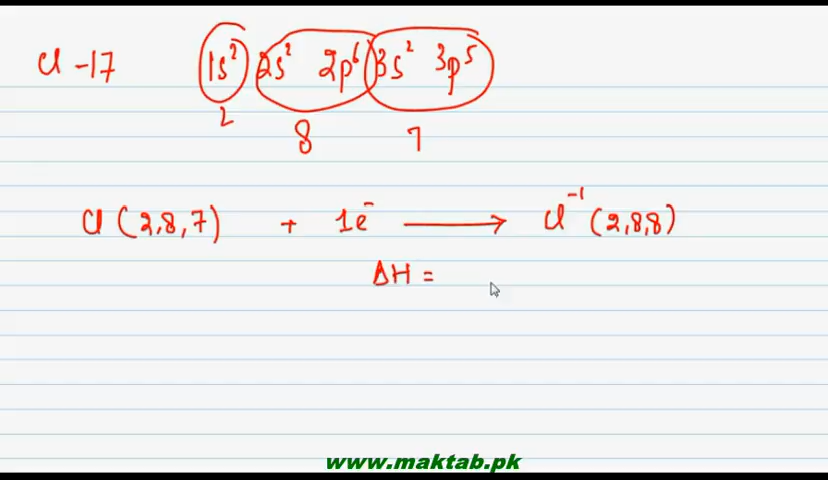 Cl -17 1s² 2s² 2p⁶ 3s² 3p⁵
2 8 7
Cl (2,8,7) + 1e⁻ ⟶ Cl⁻¹ (2,8,8)
ΔH =
www.maktab.pk